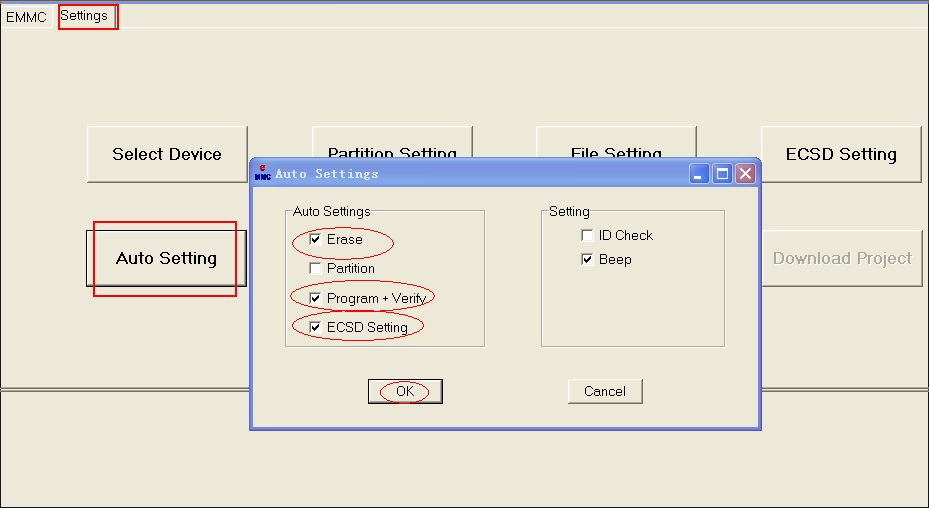 EMMC
Settings
Select Device
Partition Setting
File Setting
ECSD Setting
Auto Setting
Download Project
e
MMC
Auto Settings
Auto Settings
Erase
Partition
Program + Verify
ECSD Setting
Setting
ID Check
Beep
OK
Cancel